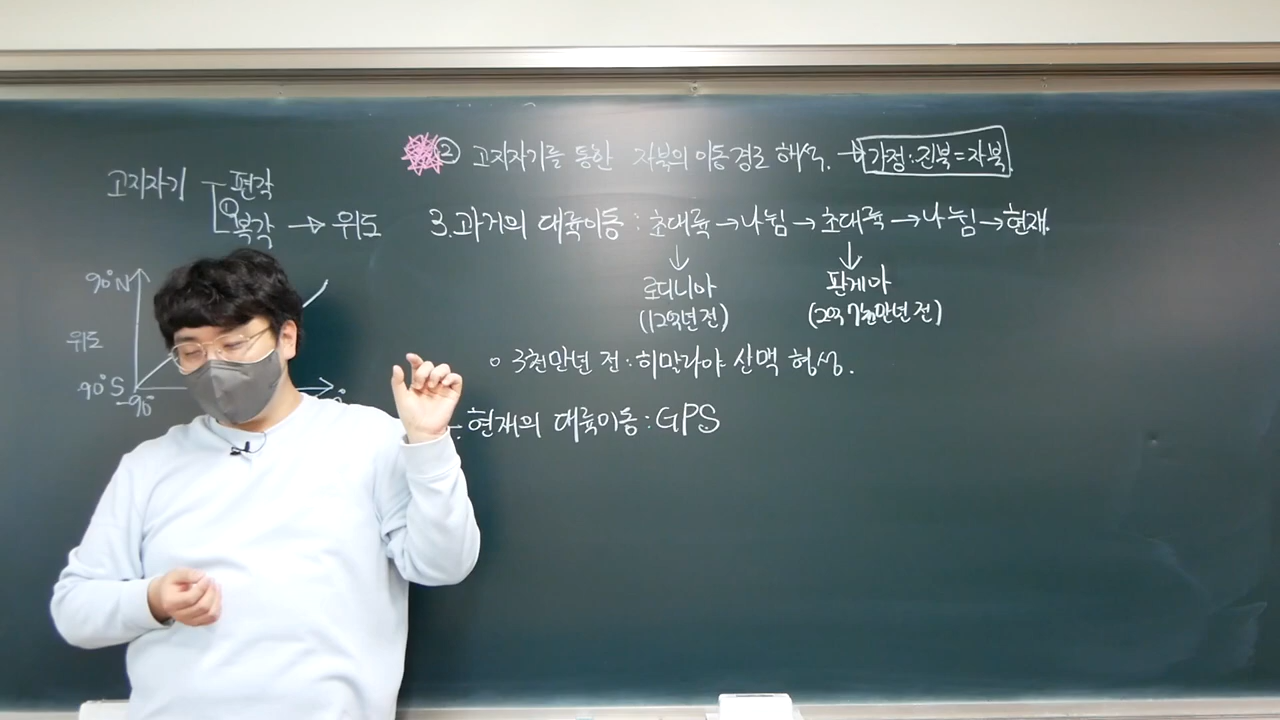 고지자기 편각
① 복각 → 위도
90°N
위도
-90°S
-90°
② 고지자기를 통한 자북의 이동경로 해석. → 가정:진북=자북
3. 과거의 대륙이동 : 초대륙 → 나뉨 → 초대륙 → 나뉨 → 현재.
↓ ↓
로디니아 판게아
(12억년 전) (2억 7천만년 전)
○ 3천만년 전 : 히말라야 산맥 형성.
현재의 대륙이동 : GPS